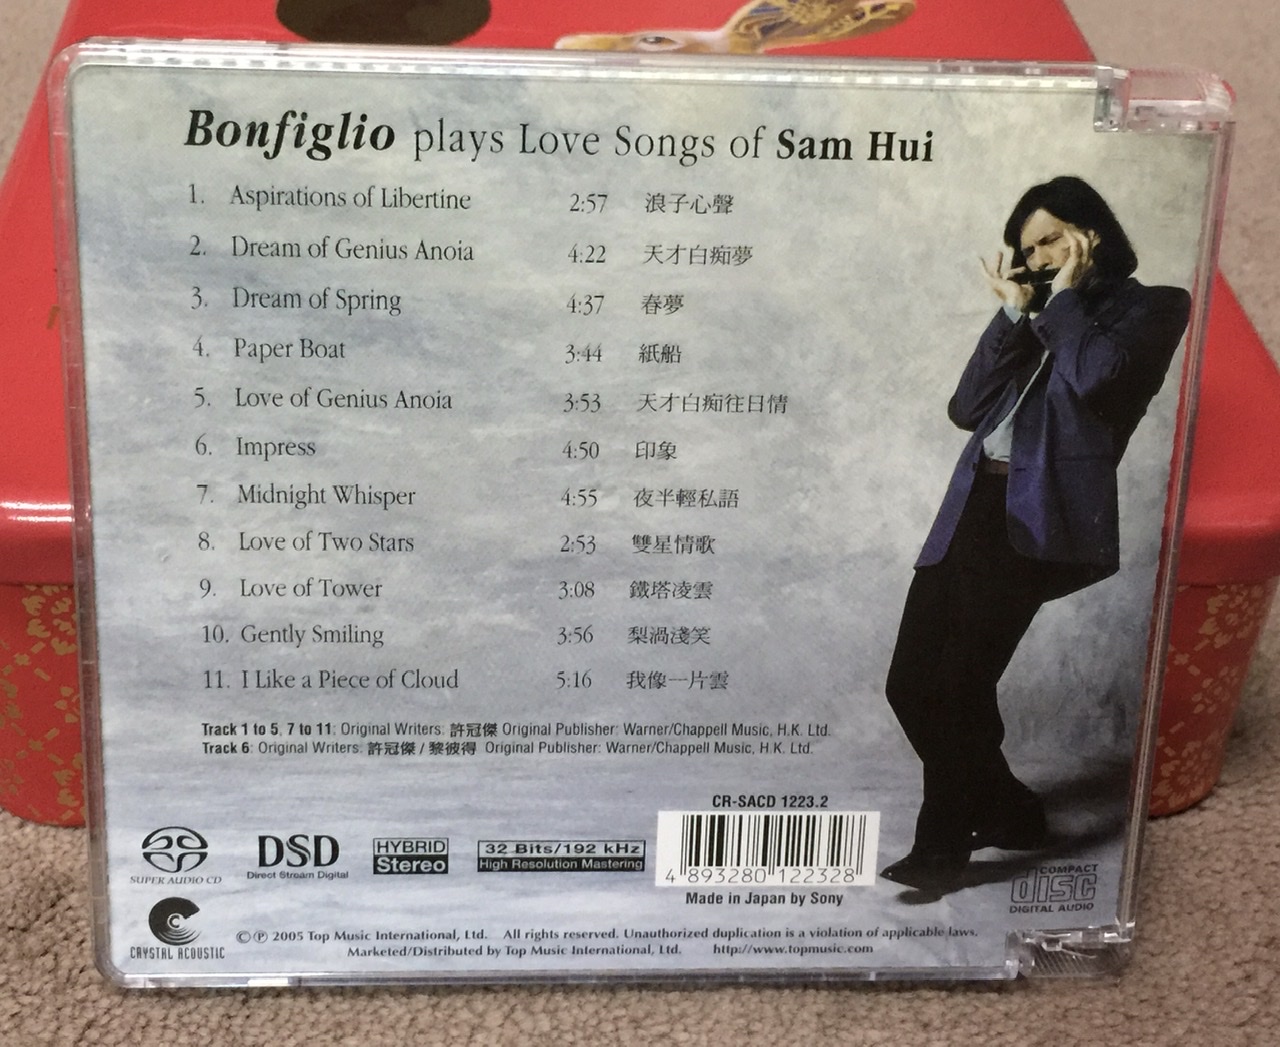 Bonfiglio plays Love Songs of Sam Hui
1. Aspirations of Libertine 2:57 浪子心聲
2. Dream of Genius Anoia 4:22 天才白痴夢
3. Dream of Spring 4:37 春夢
4. Paper Boat 3:44 紙船
5. Love of Genius Anoia 3:53 天才白痴往日情
6. Impress 4:50 印象
7. Midnight Whisper 4:55 夜半輕私語
8. Love of Two Stars 2:53 雙星情歌
9. Love of Tower 3:08 鐵塔凌雲
10. Gently Smiling 3:56 梨渦淺笑
11. I Like a Piece of Cloud 5:16 我像一片雲
Track 1 to 5, 7 to 11: Original Writers: 許冠傑 Original Publisher: Warner/Chappell Music, H.K. Ltd.
Track 6: Original Writers: 許冠傑 / 黎彼得 Original Publisher: Warner/Chappell Music, H.K. Ltd.
CR-SACD 1223.2
SUPER AUDIO CD
DSD
Direct Stream Digital
HYBRID
Stereo
32 Bits/192 kHz
High Resolution Mastering
4 893280 122328
Made in Japan by Sony
COMPACT
disc
DIGITAL AUDIO
CRYSTAL ACOUSTIC
©℗ 2005 Top Music International, Ltd. All rights reserved. Unauthorized duplication is a violation of applicable laws.
Marketed/Distributed by Top Music International, Ltd. http://www.topmusic.com